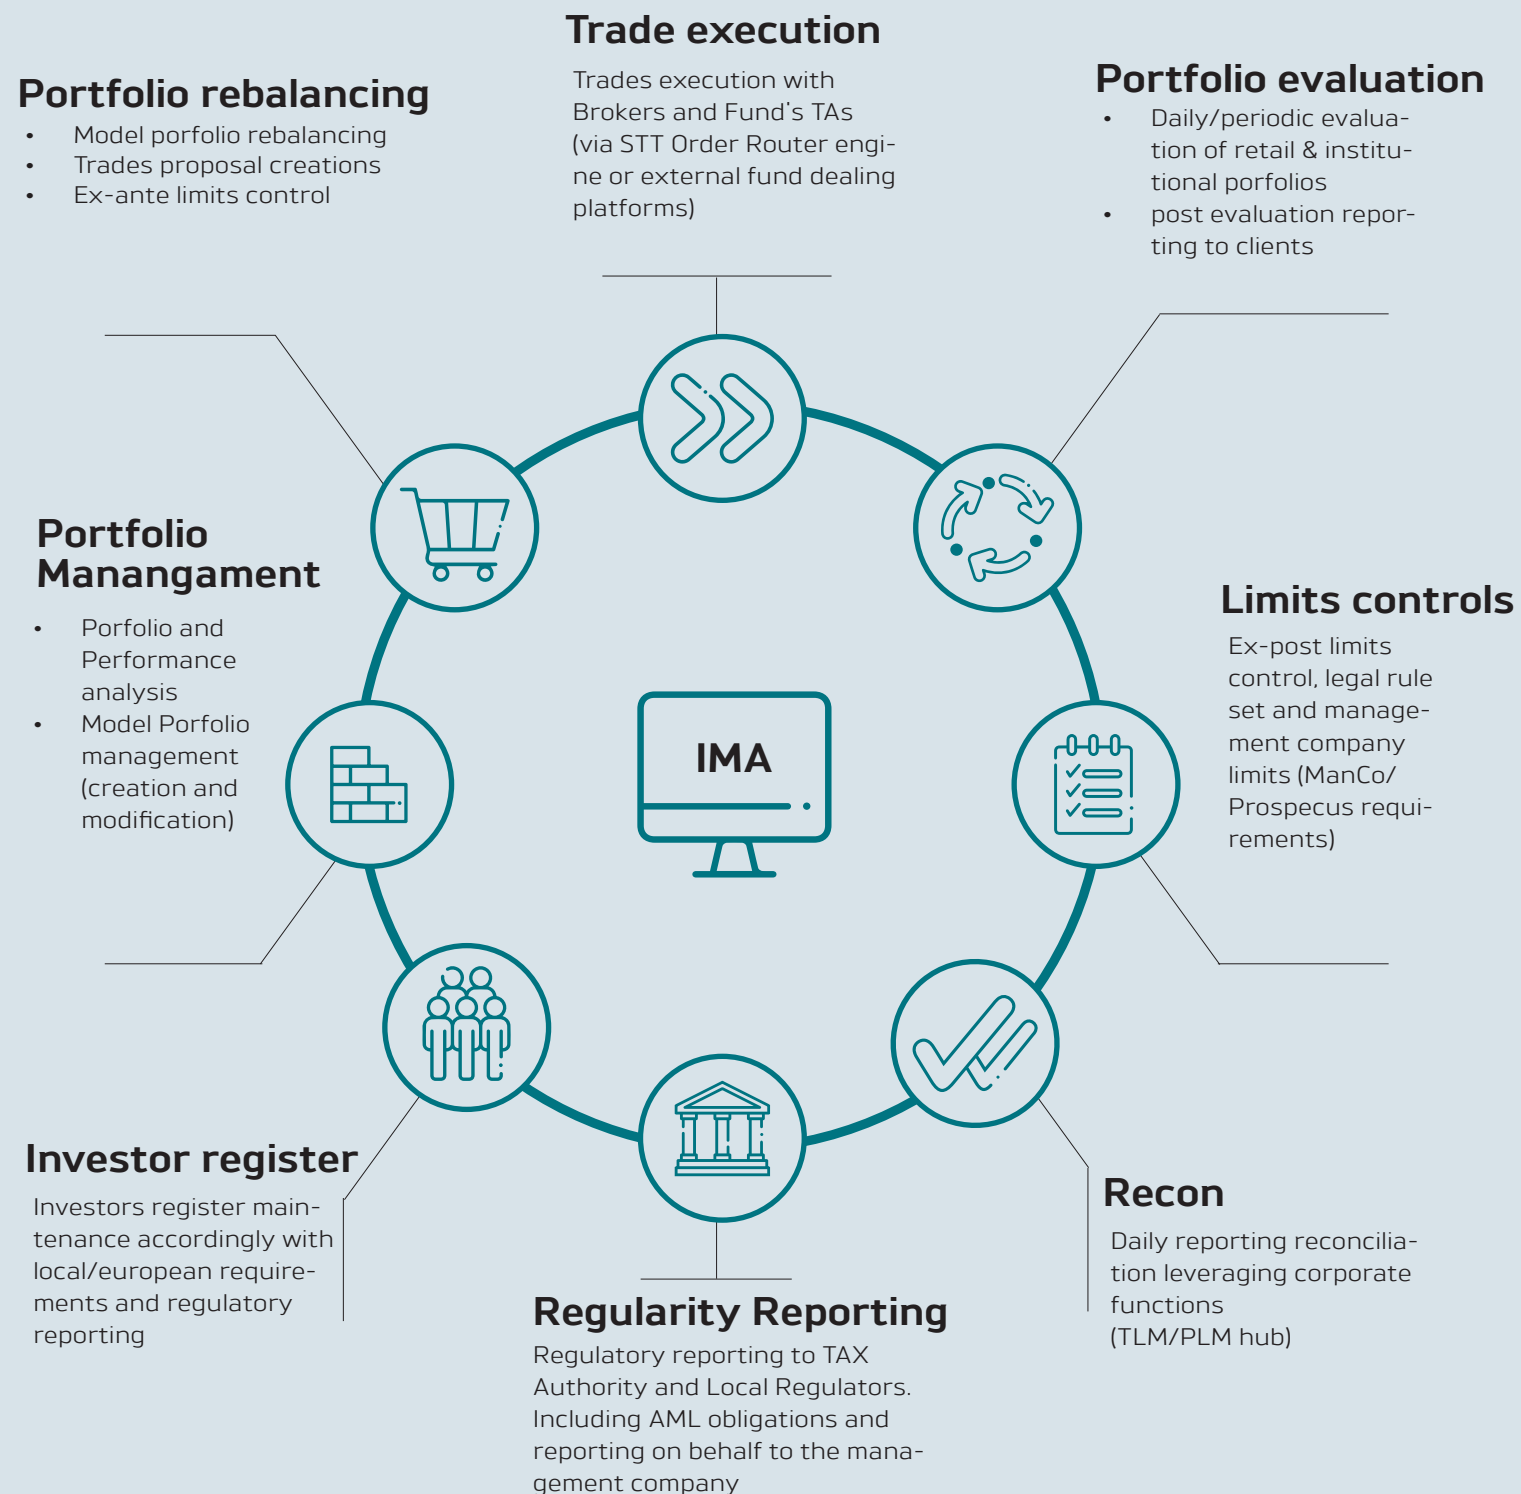 Trade execution
Trades execution with
Brokers and Fund's TAs
(via STT Order Router engi-
ne or external fund dealing
platforms)
Portfolio rebalancing
• Model porfolio rebalancing
• Trades proposal creations
• Ex-ante limits control
Portfolio evaluation
• Daily/periodic evalua-
tion of retail & institu-
tional porfolios
• post evaluation repor-
ting to clients
Portfolio
Manangament
• Porfolio and
Performance
analysis
• Model Porfolio
management
(creation and
modification)
IMA
Limits controls
Ex-post limits
control, legal rule
set and manage-
ment company
limits (ManCo/
Prospecus requi-
rements)
Investor register
Investors register main-
tenance accordingly with
local/european require-
ments and regulatory
reporting
Regularity Reporting
Regulatory reporting to TAX
Authority and Local Regulators.
Including AML obligations and
reporting on behalf to the mana-
gement company
Recon
Daily reporting reconcilia-
tion leveraging corporate
functions
(TLM/PLM hub)